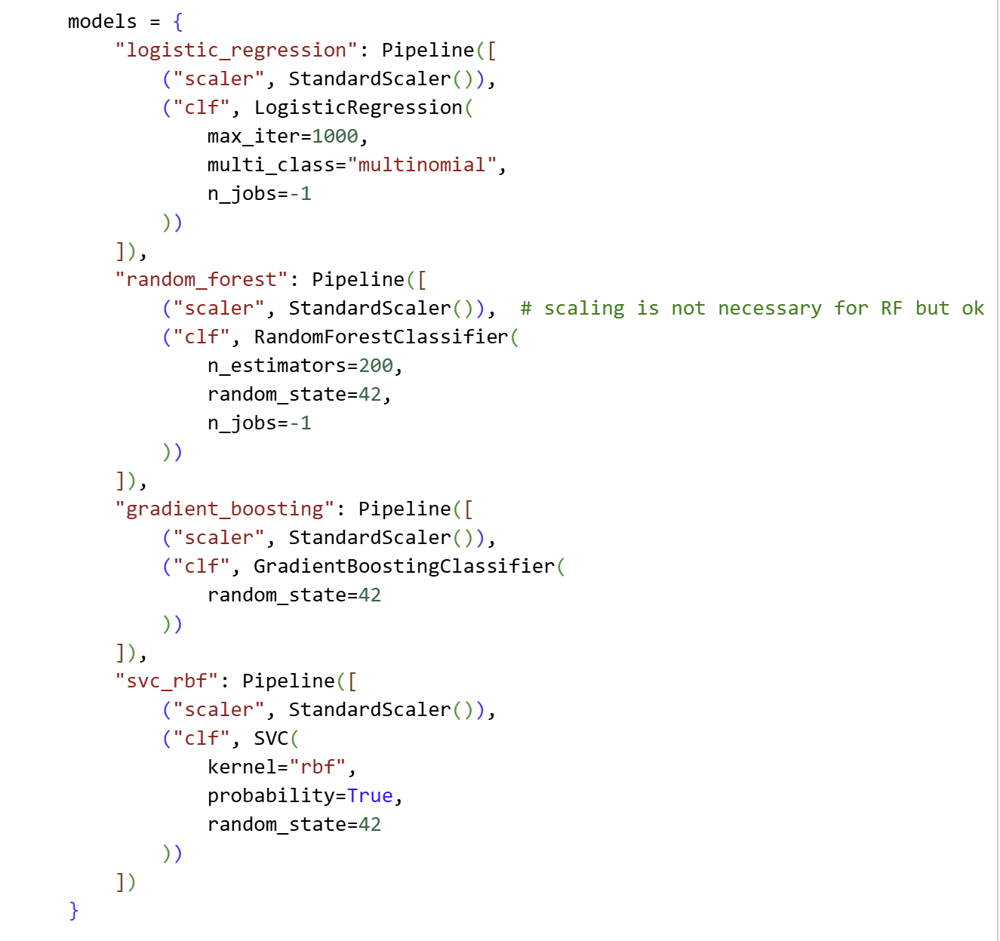 models = {
    "logistic_regression": Pipeline([
        ("scaler", StandardScaler()),
        ("clf", LogisticRegression(
            max_iter=1000,
            multi_class="multinomial",
            n_jobs=-1
        ))
    ]),
    "random_forest": Pipeline([
        ("scaler", StandardScaler()),  # scaling is not necessary for RF but ok
        ("clf", RandomForestClassifier(
            n_estimators=200,
            random_state=42,
            n_jobs=-1
        ))
    ]),
    "gradient_boosting": Pipeline([
        ("scaler", StandardScaler()),
        ("clf", GradientBoostingClassifier(
            random_state=42
        ))
    ]),
    "svc_rbf": Pipeline([
        ("scaler", StandardScaler()),
        ("clf", SVC(
            kernel="rbf",
            probability=True,
            random_state=42
        ))
    ])
}